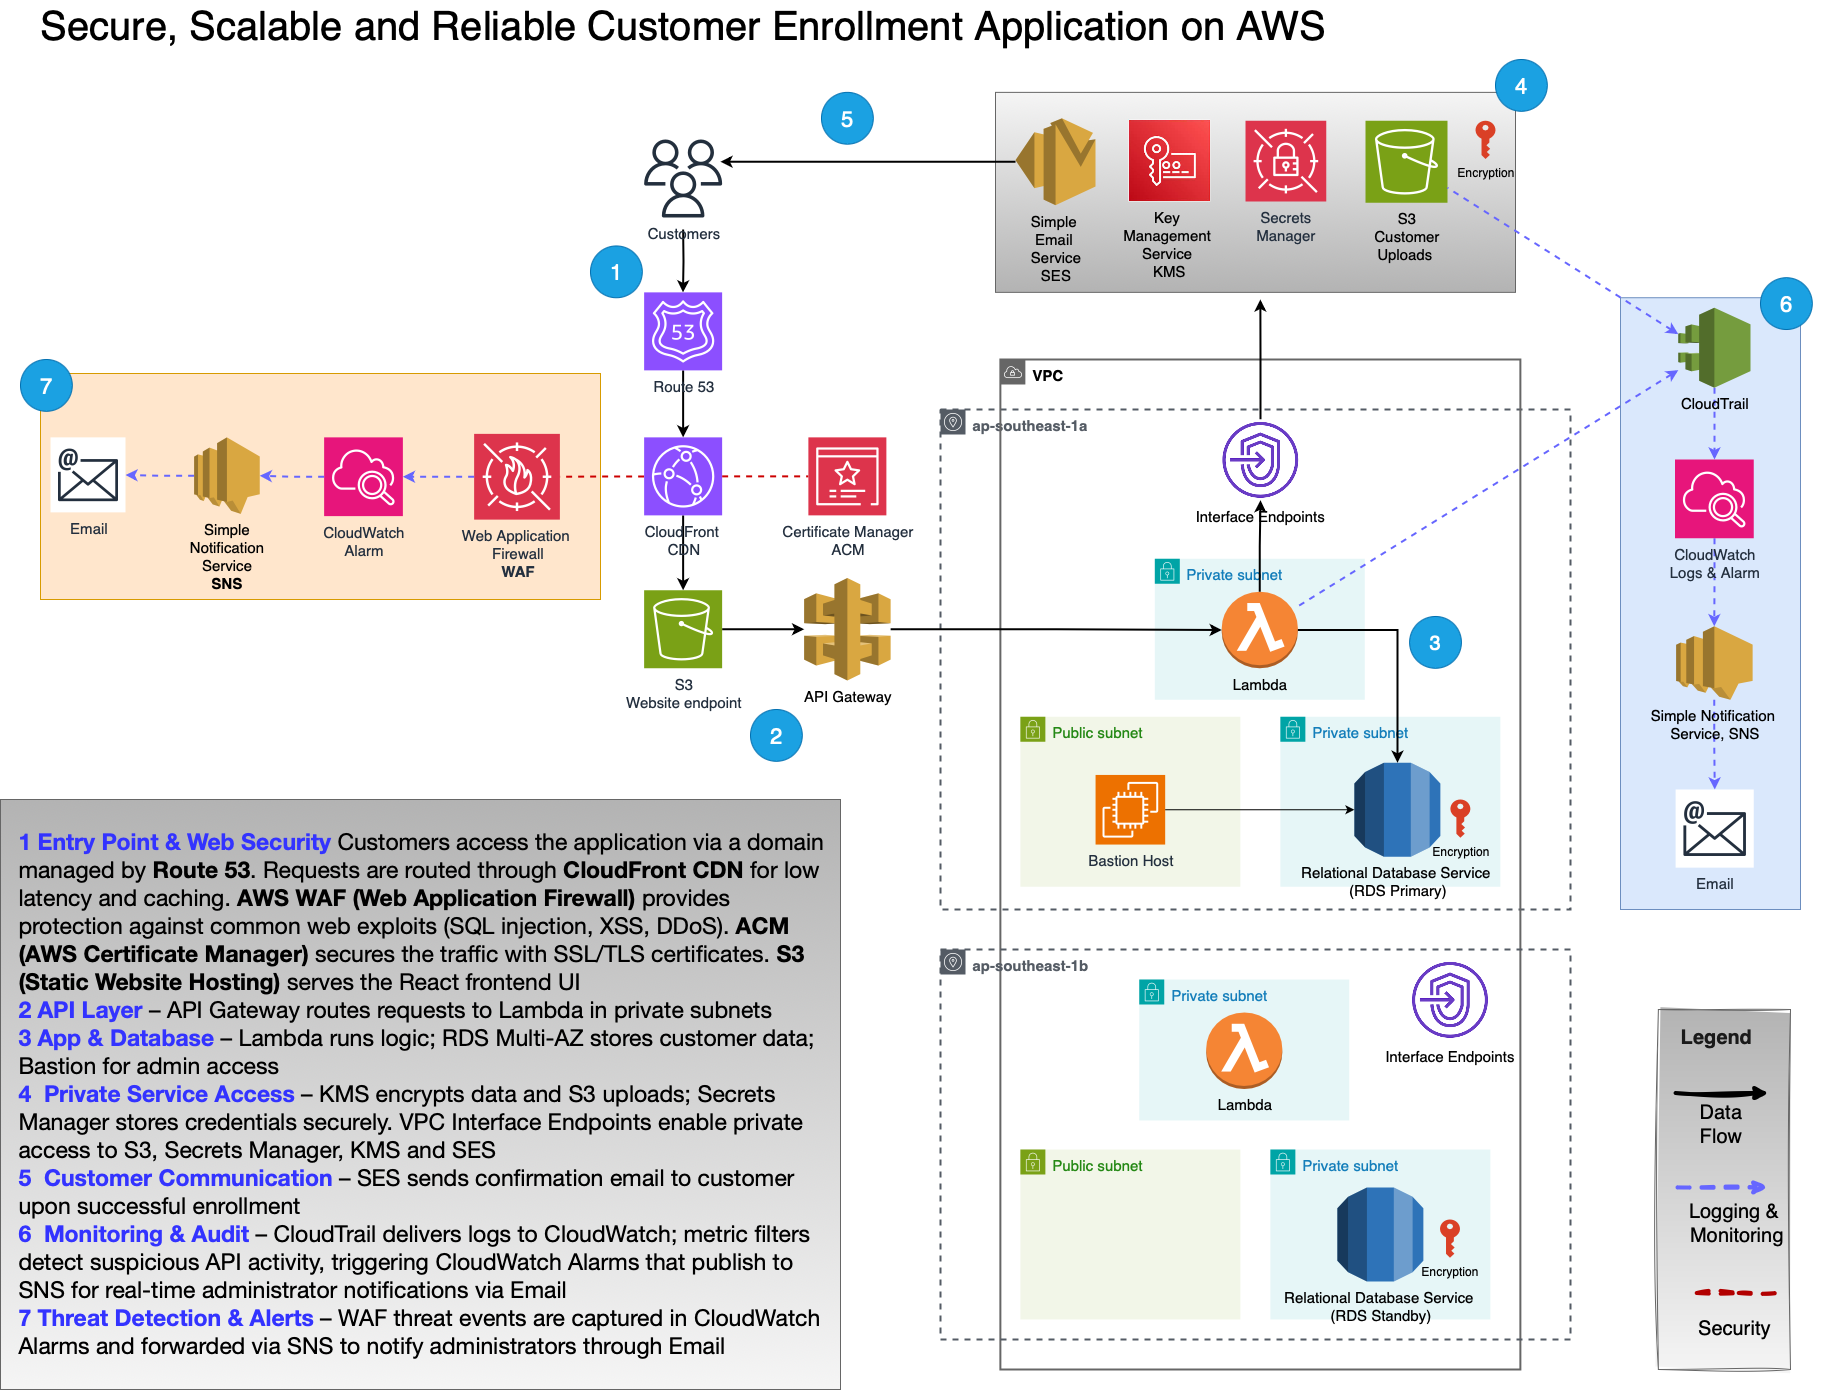 Secure, Scalable and Reliable Customer Enrollment Application on AWS
5
4
Customers
Simple
Email
Service
SES
Key
Management
Service
KMS
Secrets
Manager
S3
Customer
Uploads
Encryption
1
53
Route 53
6
CloudTrail
CloudWatch
Logs & Alarm
Simple Notification
Service, SNS
@
Email
7
@
Email
Simple
Notification
Service
SNS
CloudWatch
Alarm
Web Application
Firewall
WAF
CloudFront
CDN
Certificate Manager
ACM
S3
Website endpoint
API Gateway
2
VPC
ap-southeast-1a
Interface Endpoints
Private subnet
Lambda
3
Public subnet
Bastion Host
Private subnet
Encryption
Relational Database Service
(RDS Primary)
ap-southeast-1b
Private subnet
Lambda
Interface Endpoints
Public subnet
Private subnet
Encryption
Relational Database Service
(RDS Standby)
1 Entry Point & Web Security Customers access the application via a domain
managed by Route 53. Requests are routed through CloudFront CDN for low
latency and caching. AWS WAF (Web Application Firewall) provides
protection against common web exploits (SQL injection, XSS, DDoS). ACM
(AWS Certificate Manager) secures the traffic with SSL/TLS certificates. S3
(Static Website Hosting) serves the React frontend UI
2 API Layer – API Gateway routes requests to Lambda in private subnets
3 App & Database – Lambda runs logic; RDS Multi-AZ stores customer data;
Bastion for admin access
4 Private Service Access – KMS encrypts data and S3 uploads; Secrets
Manager stores credentials securely. VPC Interface Endpoints enable private
access to S3, Secrets Manager, KMS and SES
5 Customer Communication – SES sends confirmation email to customer
upon successful enrollment
6 Monitoring & Audit – CloudTrail delivers logs to CloudWatch; metric filters
detect suspicious API activity, triggering CloudWatch Alarms that publish to
SNS for real-time administrator notifications via Email
7 Threat Detection & Alerts – WAF threat events are captured in CloudWatch
Alarms and forwarded via SNS to notify administrators through Email
Legend
Data
Flow
Logging &
Monitoring
Security